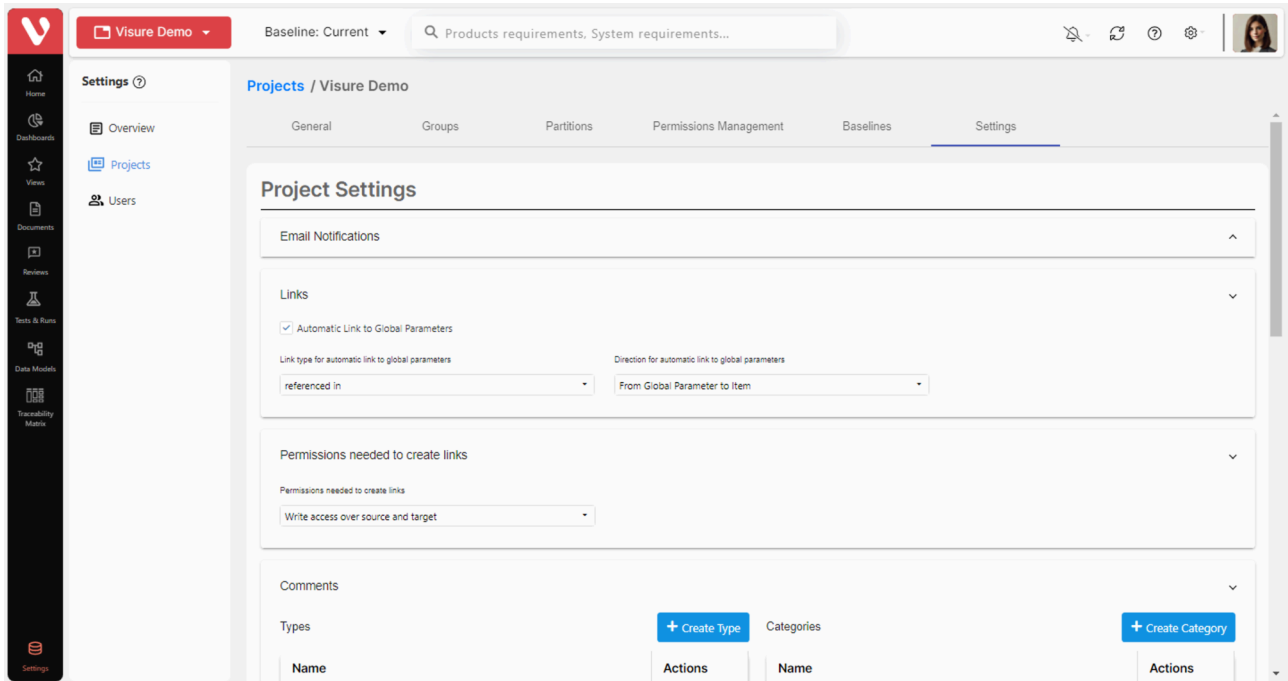 Visure Demo
Baseline: Current
Products requirements, System requirements...
Home
Dashboards
Views
Documents
Reviews
Tests & Runs
Data Models
Traceability
Matrix
Settings
Settings
Overview
Projects
Users
Projects / Visure Demo
General Groups Partitions Permissions Management Baselines Settings
Project Settings
Email Notifications
Links
Automatic Link to Global Parameters
Link type for automatic link to global parameters Direction for automatic link to global parameters
referenced in From Global Parameter to Item
Permissions needed to create links
Permissions needed to create links
Write access over source and target
Comments
Types + Create Type Categories + Create Category
Name Actions Name Actions